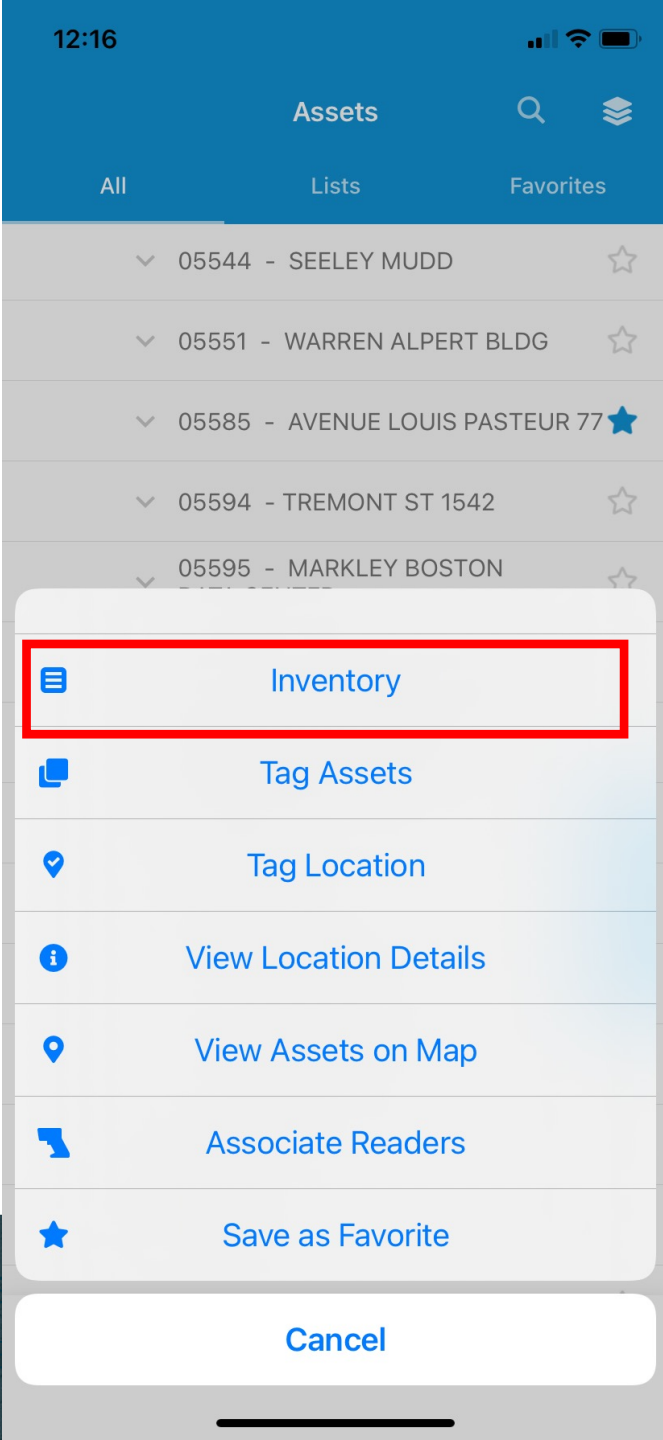 12:16
Assets
All Lists Favorites
05544 - SEELEY MUDD
05551 - WARREN ALPERT BLDG
05585 - AVENUE LOUIS PASTEUR 77
05594 - TREMONT ST 1542
05595 - MARKLEY BOSTON
Inventory
Tag Assets
Tag Location
View Location Details
View Assets on Map
Associate Readers
Save as Favorite
Cancel